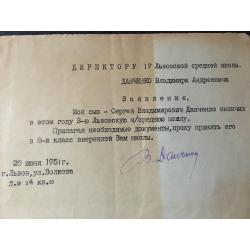 ДИРЕКТОРУ 17 Львовской средней школы.
ДАНЧЕНКО Владимира Андреевича
Заявление.
Мой сын - Сергей Владимирович Данченко окончил
в этом году 3-ю Львовскую н/среднюю школу.
Прилагая необходимые документы, прошу принять его
в 8-й класс вверенной Вам школы.
28 июня 1951г.
г.Львов, ул.Волкова
д.№ 14 кв.6
В. Данченко